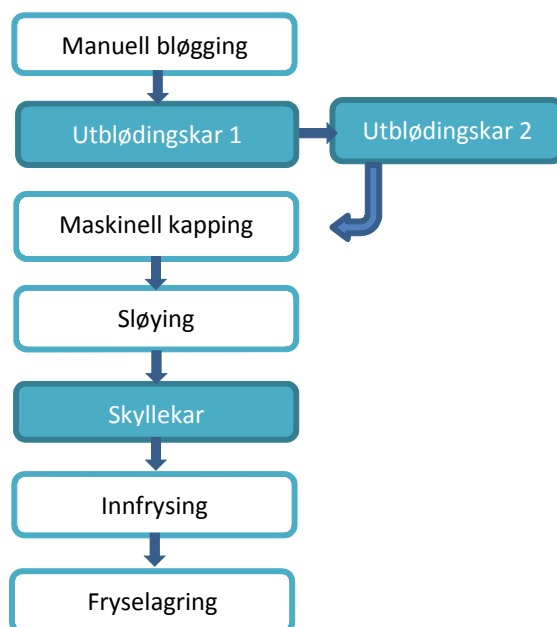 Manuell bløgging
Utblødingskar 1
Utblødingskar 2
Maskinell kapping
Sløying
Skyllekar
Innfrysing
Fryselagring